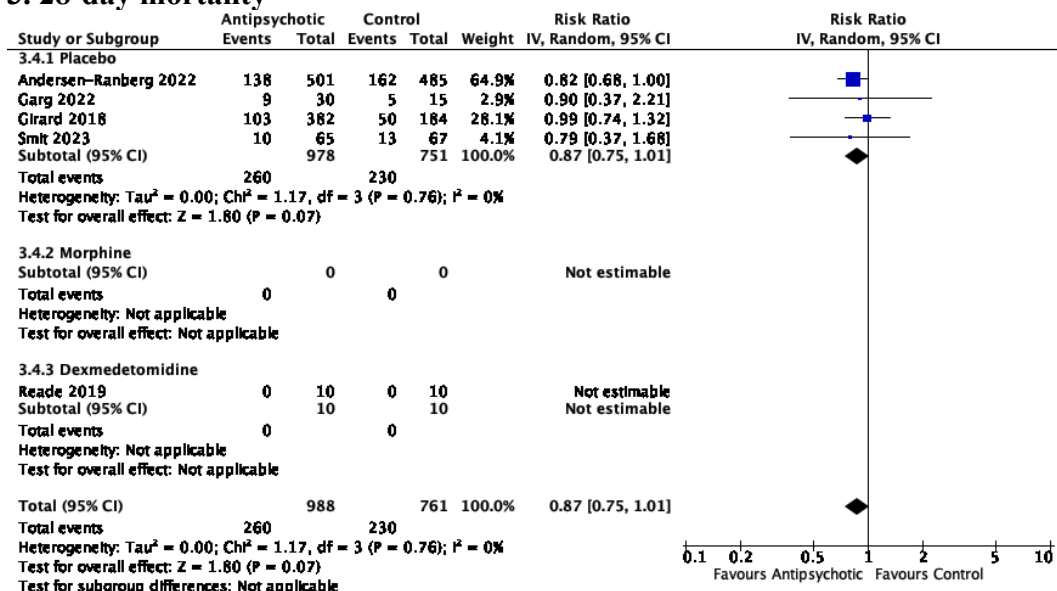 3. 28-day mortality
Antipsychotic Control Risk Ratio Risk Ratio
Study or Subgroup Events Total Events Total Weight IV, Random, 95% CI IV, Random, 95% CI
3.4.1 Placebo
Andersen-Ranberg 2022 138 501 162 485 64.9% 0.82 [0.68, 1.00]
Garg 2022 9 30 5 15 2.9% 0.90 [0.37, 2.21]
Girard 2018 103 382 50 184 28.1% 0.99 [0.74, 1.32]
Smit 2023 10 65 13 67 4.1% 0.79 [0.37, 1.68]
Subtotal (95% CI) 978 751 100.0% 0.87 [0.75, 1.01]
Total events 260 230
Heterogeneity: Tau² = 0.00; Chi² = 1.17, df = 3 (P = 0.76); I² = 0%
Test for overall effect: Z = 1.80 (P = 0.07)
3.4.2 Morphine
Subtotal (95% CI) 0 0 Not estimable
Total events 0 0
Heterogeneity: Not applicable
Test for overall effect: Not applicable
3.4.3 Dexmedetomidine
Reade 2019 0 10 0 10 Not estimable
Subtotal (95% CI) 10 10 Not estimable
Total events 0 0
Heterogeneity: Not applicable
Test for overall effect: Not applicable
Total (95% CI) 988 761 100.0% 0.87 [0.75, 1.01]
Total events 260 230
Heterogeneity: Tau² = 0.00; Chi² = 1.17, df = 3 (P = 0.76); I² = 0%
Test for overall effect: Z = 1.80 (P = 0.07)
Test for subgroup differences: Not applicable
0.1 0.2 0.5 1 2 5 10
Favours Antipsychotic Favours Control